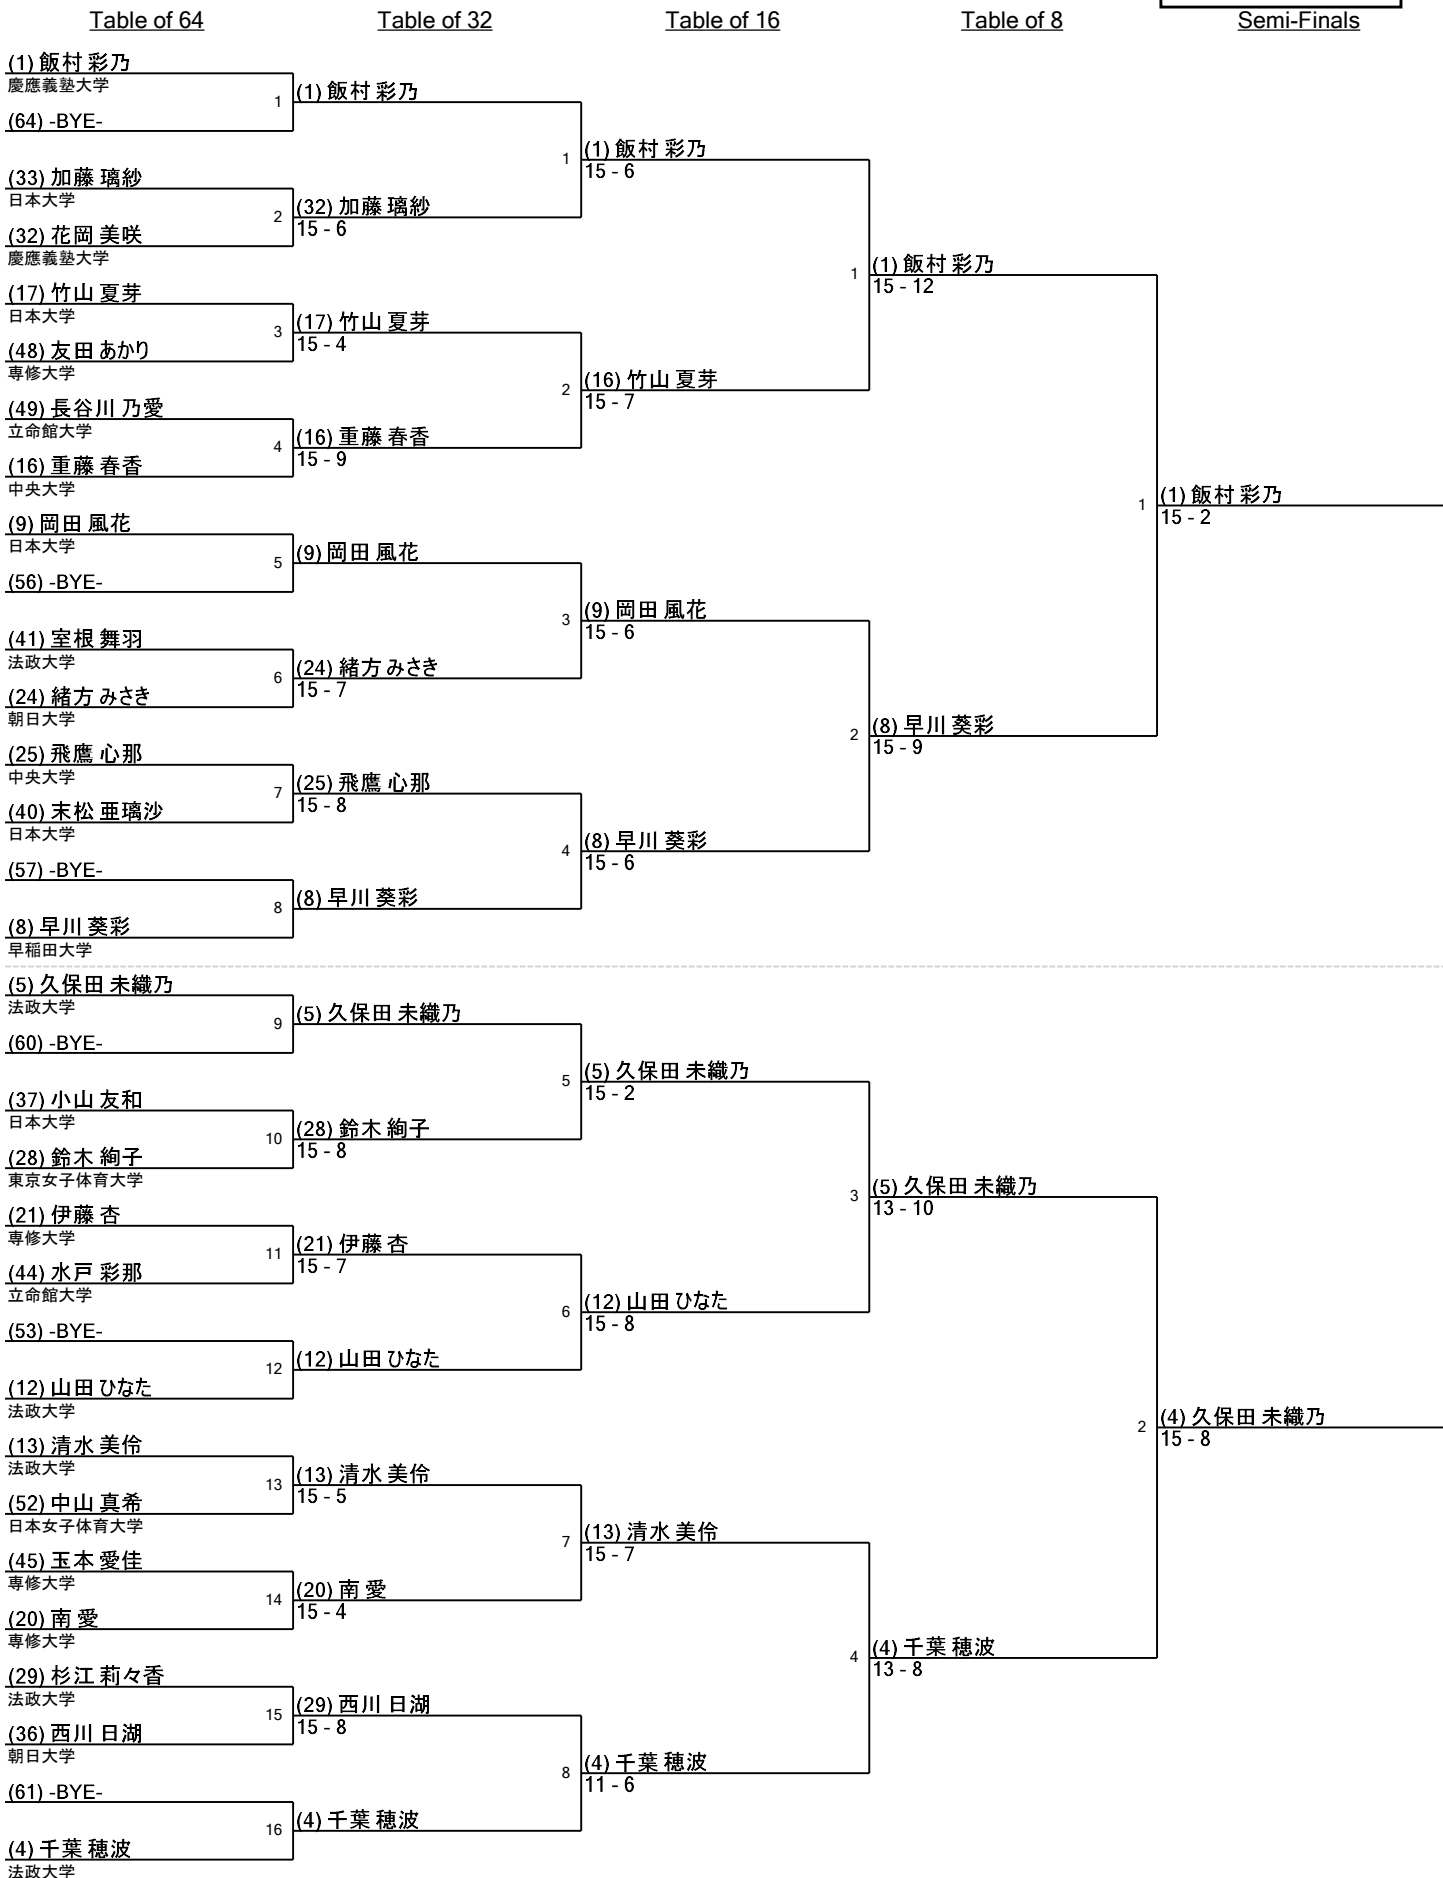 Table of 64
Table of 32
Table of 16
Table of 8
Semi-Finals
(1) 飯村 彩乃
慶應義塾大学
1
(64) -BYE-
(33) 加藤 璃紗
日本大学
2
(32) 花岡 美咲
慶應義塾大学
(17) 竹山 夏芽
日本大学
3
(48) 友田 あかり
専修大学
(49) 長谷川 乃愛
立命館大学
4
(16) 重藤 春香
中央大学
(9) 岡田 風花
日本大学
5
(56) -BYE-
(41) 室根 舞羽
法政大学
6
(24) 緒方 みさき
朝日大学
(25) 飛鷹 心那
中央大学
7
(40) 末松 亜璃沙
日本大学
(57) -BYE-
8
(8) 早川 葵彩
早稲田大学
(5) 久保田 未織乃
法政大学
9
(60) -BYE-
(37) 小山 友和
日本大学
10
(28) 鈴木 絢子
東京女子体育大学
(21) 伊藤 杏
専修大学
11
(44) 水戸 彩那
立命館大学
(53) -BYE-
12
(12) 山田 ひなた
法政大学
(13) 清水 美伶
法政大学
13
(52) 中山 真希
日本女子体育大学
(45) 玉本 愛佳
専修大学
14
(20) 南 愛
専修大学
(29) 杉江 莉々香
法政大学
15
(36) 西川 日湖
朝日大学
(61) -BYE-
16
(4) 千葉 穂波
法政大学
(1) 飯村 彩乃
1
(32) 加藤 璃紗
15 - 6
(17) 竹山 夏芽
15 - 4
2
(16) 重藤 春香
15 - 9
(9) 岡田 風花
3
(24) 緒方 みさき
15 - 7
(25) 飛鷹 心那
15 - 8
4
(8) 早川 葵彩
(5) 久保田 未織乃
5
(28) 鈴木 絢子
15 - 8
(21) 伊藤 杏
15 - 7
6
(12) 山田 ひなた
(13) 清水 美伶
15 - 5
7
(20) 南 愛
15 - 4
(29) 西川 日湖
15 - 8
8
(4) 千葉 穂波
(1) 飯村 彩乃
15 - 6
1
(16) 竹山 夏芽
15 - 7
(9) 岡田 風花
15 - 6
2
(8) 早川 葵彩
15 - 6
(5) 久保田 未織乃
15 - 2
3
(12) 山田 ひなた
15 - 8
(13) 清水 美伶
15 - 7
4
(4) 千葉 穂波
11 - 6
(1) 飯村 彩乃
15 - 12
1
(8) 早川 葵彩
15 - 9
(5) 久保田 未織乃
13 - 10
2
(4) 千葉 穂波
13 - 8
(1) 飯村 彩乃
15 - 2
(4) 久保田 未織乃
15 - 8